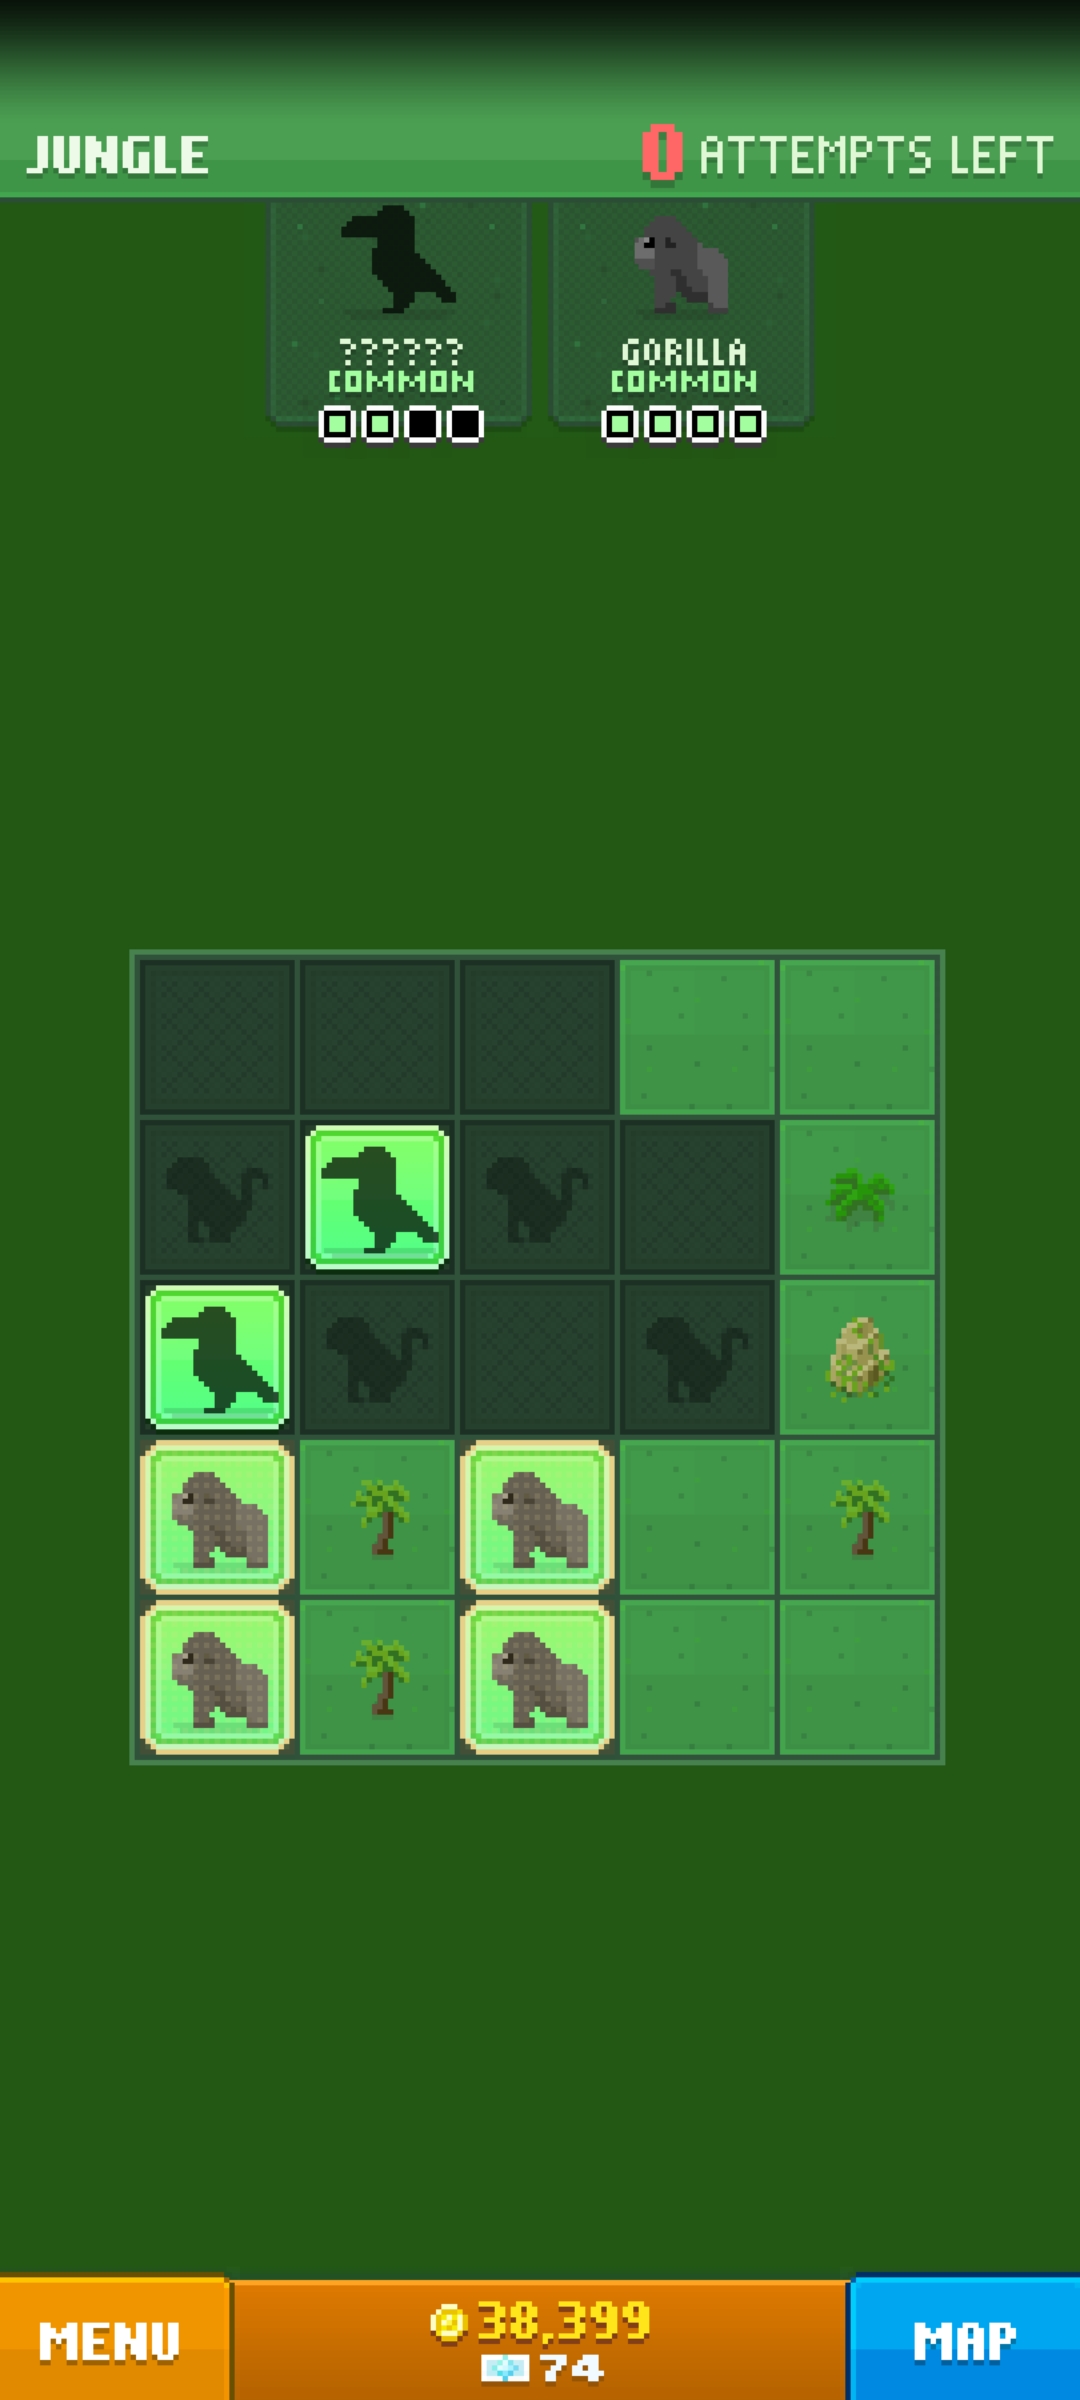 JUNGLE
0 ATTEMPTS LEFT
??????
COMMON
GORILLA
COMMON
MENU
38,399
74
MAP